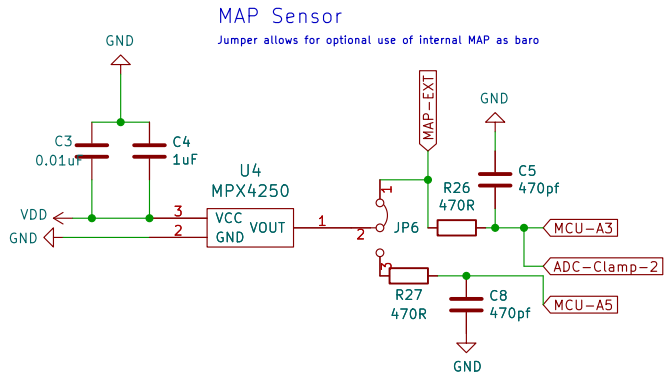 MAP Sensor
Jumper allows for optional use of internal MAP as baro
GND
MAP-EXT
GND
C3
0.01uF
C4
1uF
U4
MPX4250
C5
470pf
R26
470R
1
VDD
3
VCC
VOUT
1
2
JP6
MCU-A3
GND
2
GND
3
ADC-Clamp-2
R27
470R
C8
470pf
MCU-A5
GND